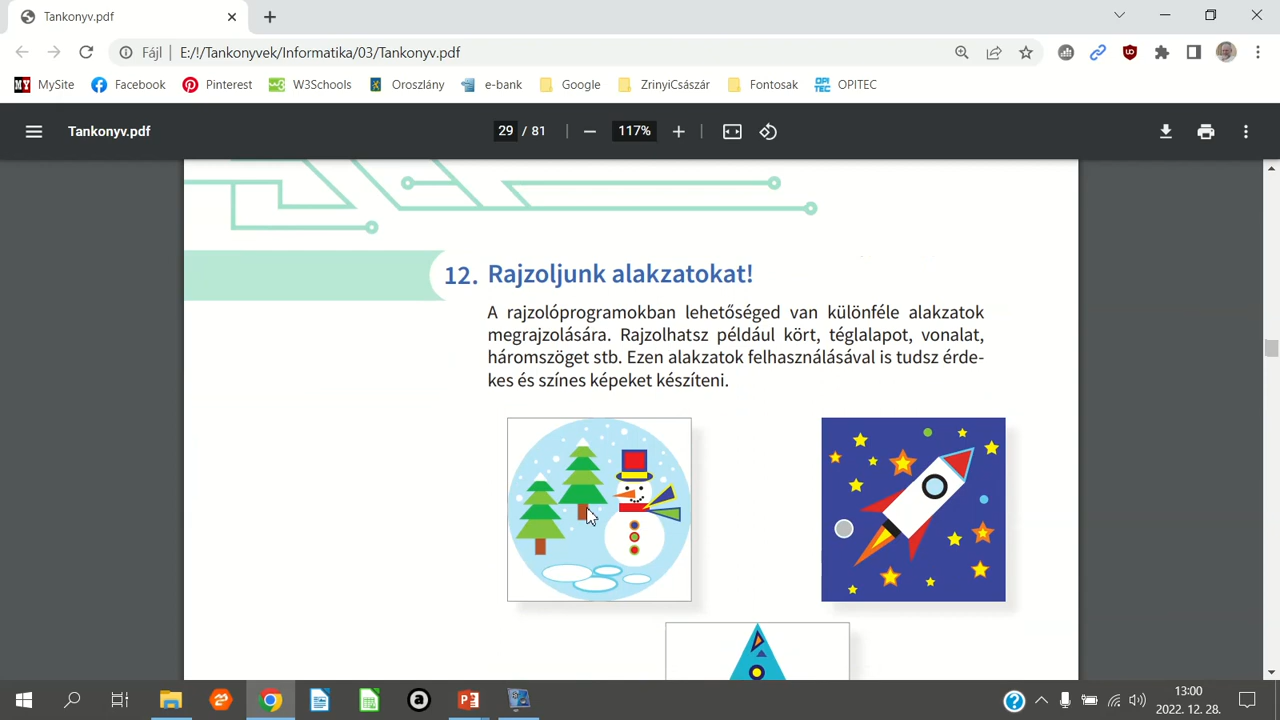 Tankonyv.pdf
Fájl E:/!/Tankonyvek/Informatika/03/Tankonyv.pdf
MySite Facebook Pinterest W3Schools Oroszlány e-bank Google ZrinyiCsászár Fontosak OPITEC
Tankonyv.pdf 29 / 81 117%
12. Rajzoljunk alakzatokat!
A rajzolóprogramokban lehetőséged van különféle alakzatok
megrajzolására. Rajzolhatsz például kört, téglalapot, vonalat,
háromszöget stb. Ezen alakzatok felhasználásával is tudsz érde-
kes és színes képeket készíteni.
13:00
2022. 12. 28.